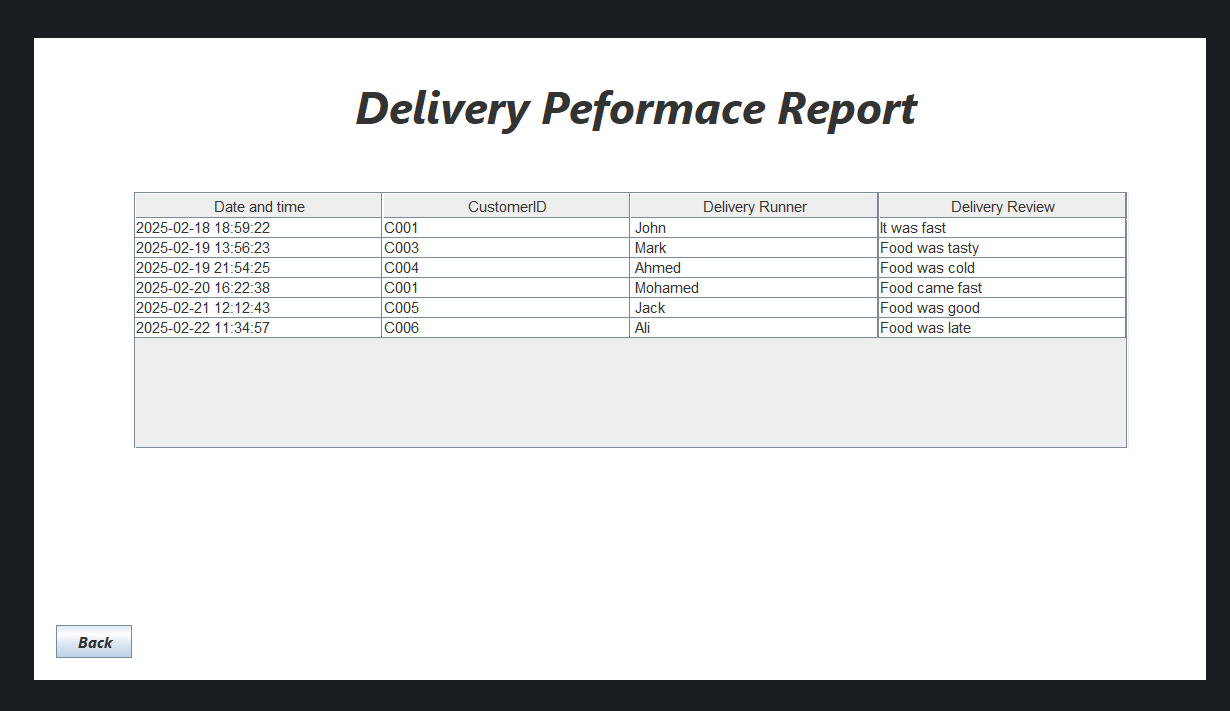 Delivery Peformace Report
Date and time CustomerID Delivery Runner Delivery Review
2025-02-18 18:59:22 C001 John It was fast
2025-02-19 13:56:23 C003 Mark Food was tasty
2025-02-19 21:54:25 C004 Ahmed Food was cold
2025-02-20 16:22:38 C001 Mohamed Food came fast
2025-02-21 12:12:43 C005 Jack Food was good
2025-02-22 11:34:57 C006 Ali Food was late
Back